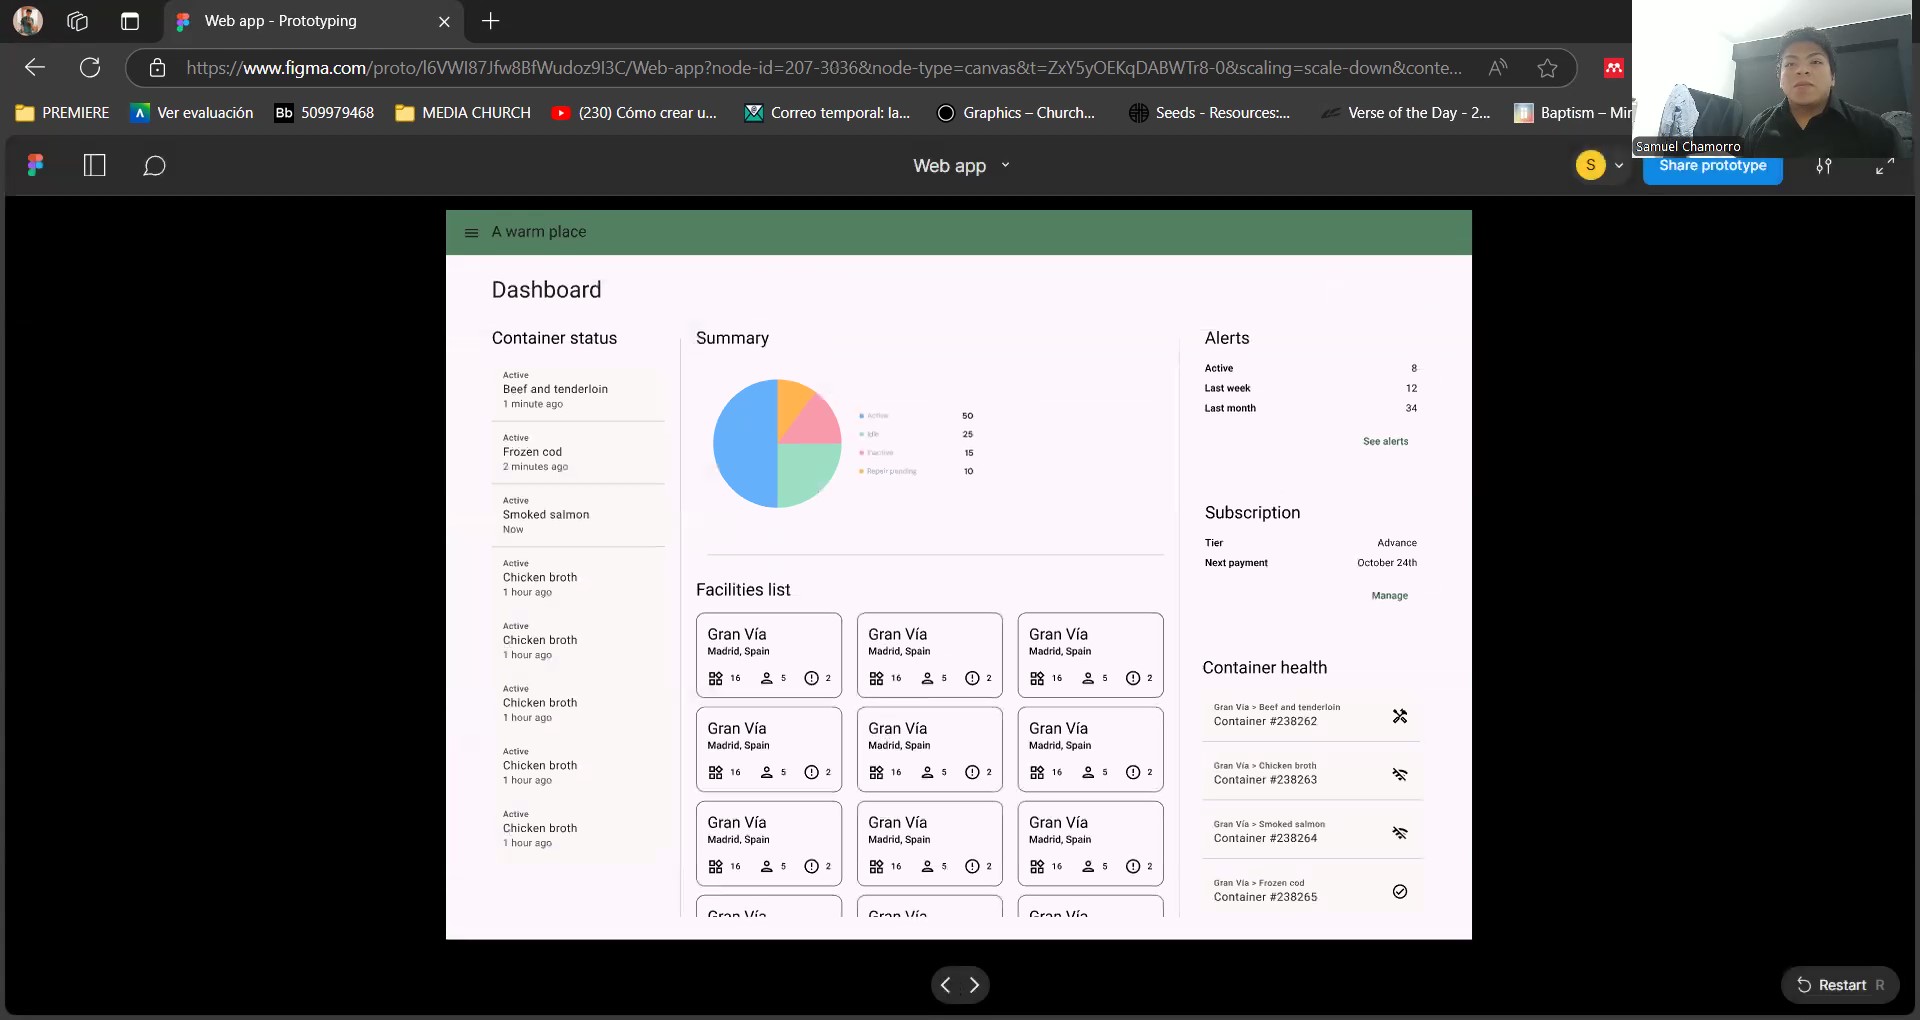 Web app - Prototyping
https://www.figma.com/proto/l6VWI87Jfw8BfWudoz9I3C/Web-app?node-id=207-3036&node-type=canvas&t=ZxY5yOEKqDABWTr8-0&scaling=scale-down&conte...
PREMIERE
Ver evaluación
Bb 509979468
MEDIA CHURCH
(230) Cómo crear u...
Correo temporal: la...
Graphics – Church...
Seeds - Resources:...
Verse of the Day - 2...
Baptism – Min
Samuel Chamorro
Web app
S
Share prototype
A warm place
Dashboard
Container status
Active
Beef and tenderloin
1 minute ago
Active
Frozen cod
2 minutes ago
Active
Smoked salmon
Now
Active
Chicken broth
1 hour ago
Active
Chicken broth
1 hour ago
Active
Chicken broth
1 hour ago
Active
Chicken broth
1 hour ago
Active
Chicken broth
1 hour ago
Summary
Active 50
Idle 25
Inactive 15
Repair pending 10
Facilities list
Gran Vía Gran Vía Gran Vía
Madrid, Spain Madrid, Spain Madrid, Spain
16 5 2 16 5 2 16 5 2
Gran Vía Gran Vía Gran Vía
Madrid, Spain Madrid, Spain Madrid, Spain
16 5 2 16 5 2 16 5 2
Gran Vía Gran Vía Gran Vía
Madrid, Spain Madrid, Spain Madrid, Spain
16 5 2 16 5 2 16 5 2
Gran Vía Gran Vía Gran Vía
Alerts
Active 8
Last week 12
Last month 34
See alerts
Subscription
Tier Advance
Next payment October 24th
Manage
Container health
Gran Vía > Beef and tenderloin
Container #238262
Gran Vía > Chicken broth
Container #238263
Gran Vía > Smoked salmon
Container #238264
Gran Vía > Frozen cod
Container #238265
Restart R